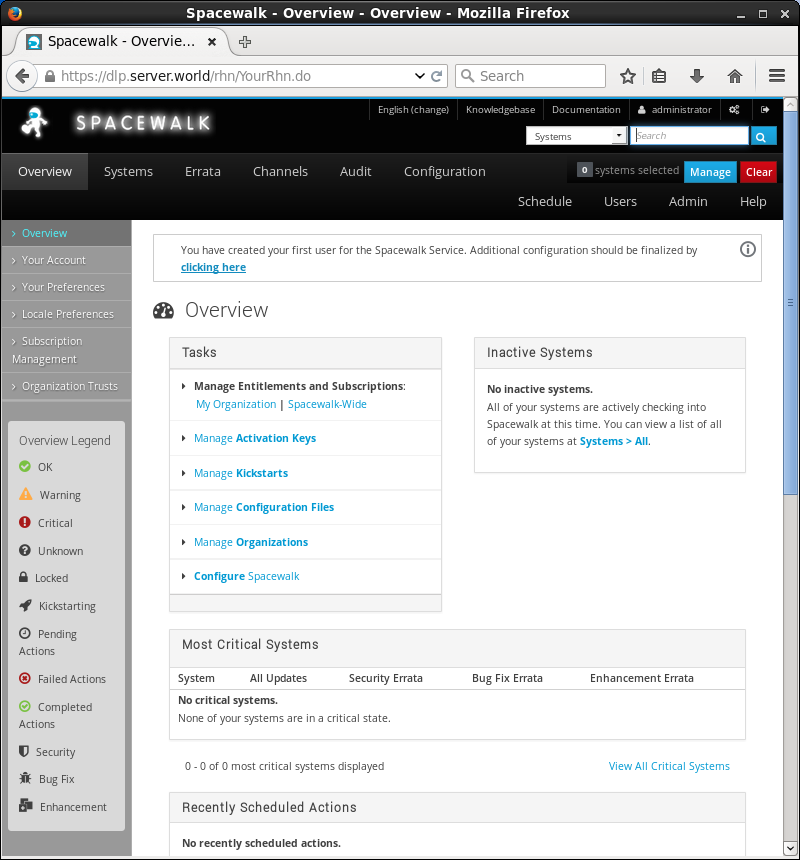 Spacewalk - Overview - Overview - Mozilla Firefox
Spacewalk - Overvie...
https://dlp.server.world/rhn/YourRhn.do
Search
English (change)
Knowledgebase
Documentation
administrator
SPACEWALK
Systems
Search
Overview
Systems
Errata
Channels
Audit
Configuration
0 systems selected
Manage
Clear
Schedule
Users
Admin
Help
Overview
Your Account
Your Preferences
Locale Preferences
Subscription
Management
Organization Trusts
Overview Legend
OK
Warning
Critical
Unknown
Locked
Kickstarting
Pending
Actions
Failed Actions
Completed
Actions
Security
Bug Fix
Enhancement
You have created your first user for the Spacewalk Service. Additional configuration should be finalized by
clicking here
Overview
Tasks
Manage Entitlements and Subscriptions:
My Organization | Spacewalk-Wide
Manage Activation Keys
Manage Kickstarts
Manage Configuration Files
Manage Organizations
Configure Spacewalk
Inactive Systems
No inactive systems.
All of your systems are actively checking into
Spacewalk at this time. You can view a list of all
of your systems at Systems > All.
Most Critical Systems
System All Updates Security Errata Bug Fix Errata Enhancement Errata
No critical systems.
None of your systems are in a critical state.
0 - 0 of 0 most critical systems displayed
View All Critical Systems
Recently Scheduled Actions
No recently scheduled actions.